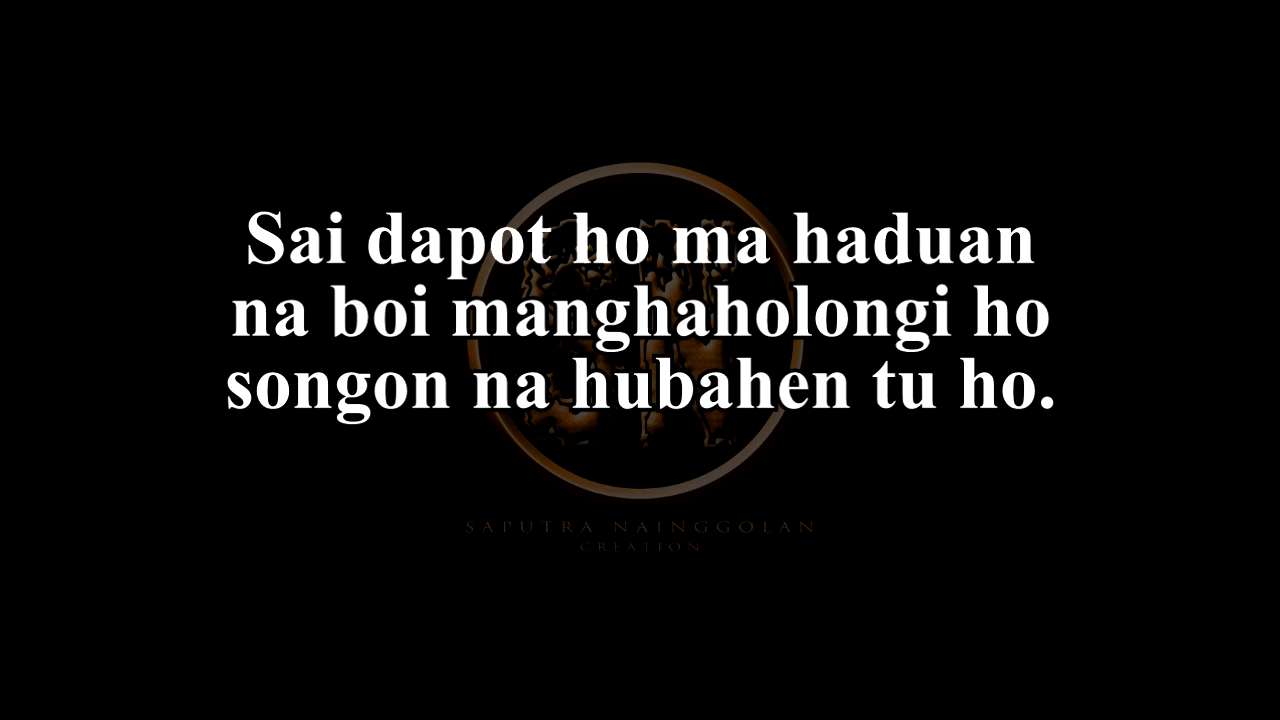 Sai dapot ho ma haduan
na boi manghaholongi ho
songon na hubahen tu ho.
SAPUTRA NAINGGOLAN
CREATION